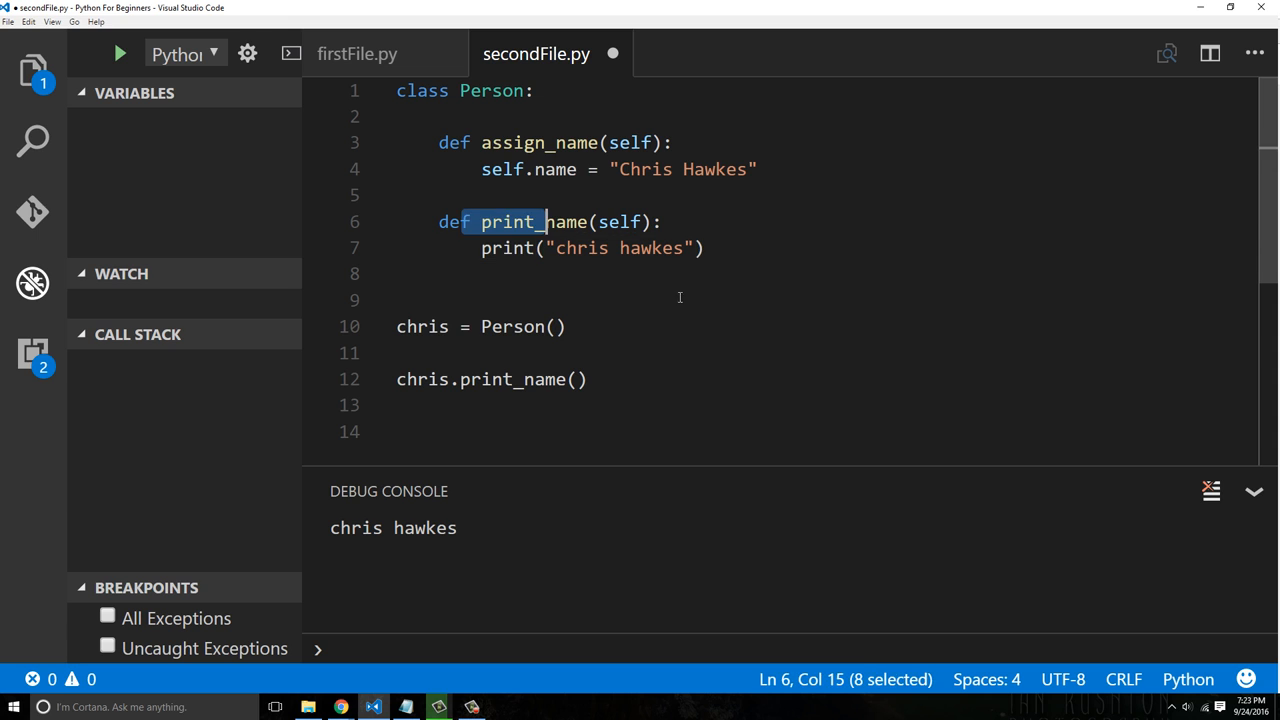 ● secondFile.py - Python For Beginners - Visual Studio Code
File Edit View Go Help
Python
firstFile.py
secondFile.py
VARIABLES
WATCH
CALL STACK
BREAKPOINTS
All Exceptions
Uncaught Exceptions
1
2
1 class Person:
2
3 def assign_name(self):
4 self.name = "Chris Hawkes"
5
6 def print_name(self):
7 print("chris hawkes")
8
9
10 chris = Person()
11
12 chris.print_name()
13
14
DEBUG CONSOLE
chris hawkes
0 0
Ln 6, Col 15 (8 selected) Spaces: 4 UTF-8 CRLF Python
I'm Cortana. Ask me anything.
7:23 PM
9/24/2016